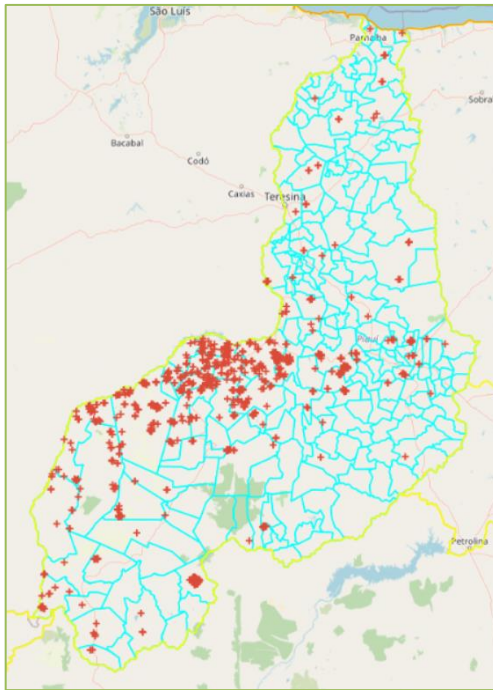 São Luís
Parnaíba
Sobral
Bacabal
Codó
Caxias
Teresina
Piauí
Petrolina